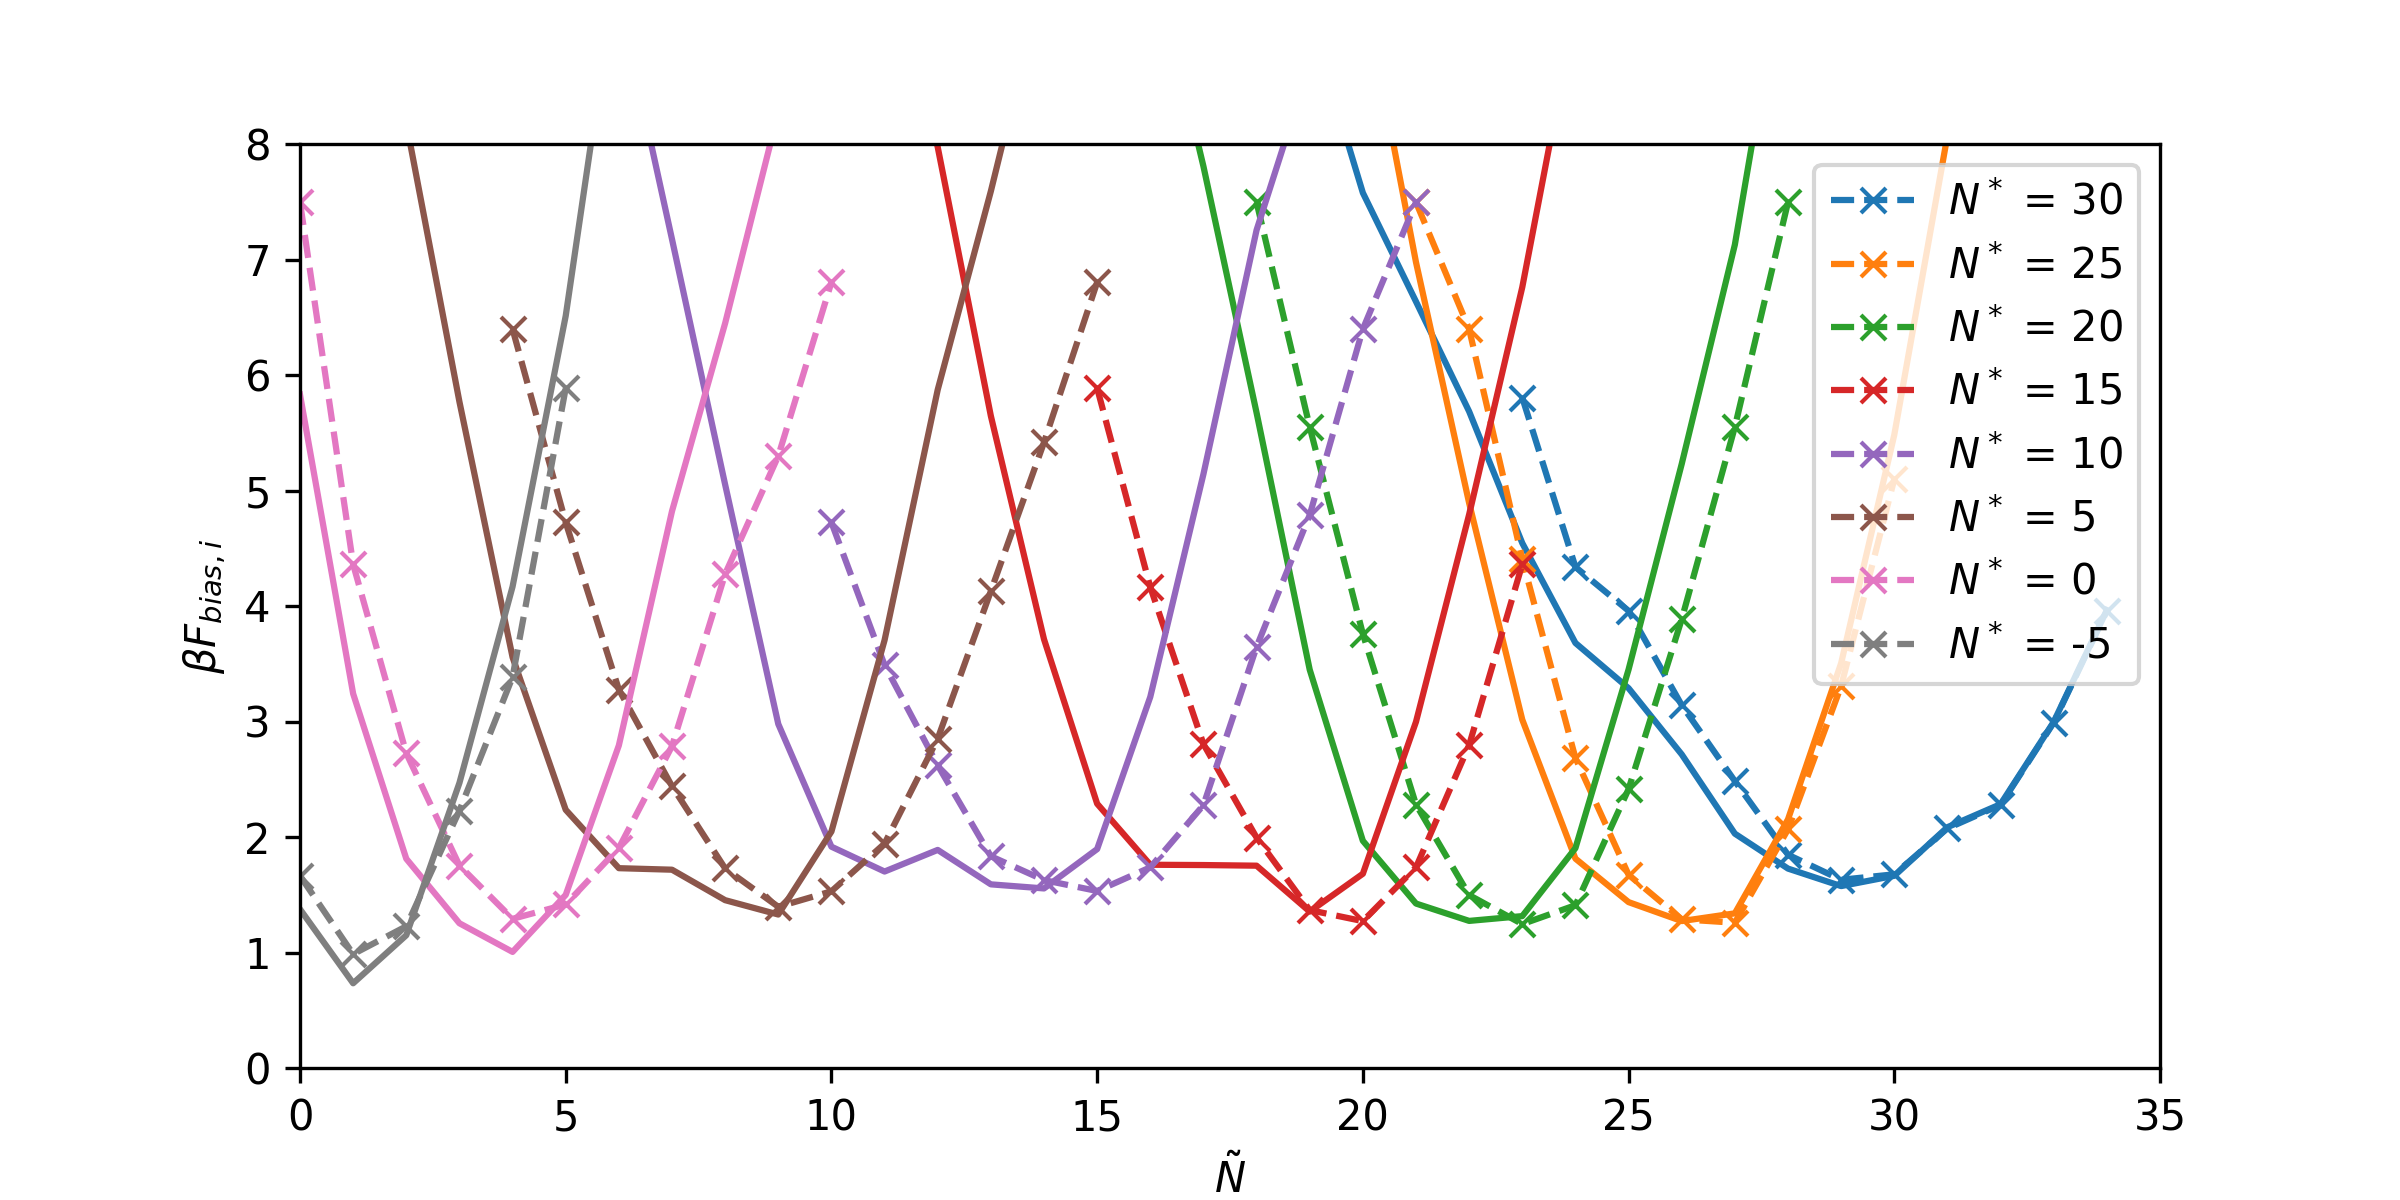 8
7
6
5
4
3
2
1
0
βF_{bias, i}
0 5 10 15 20 25 30 35
Ñ
N* = 30
N* = 25
N* = 20
N* = 15
N* = 10
N* = 5
N* = 0
N* = -5